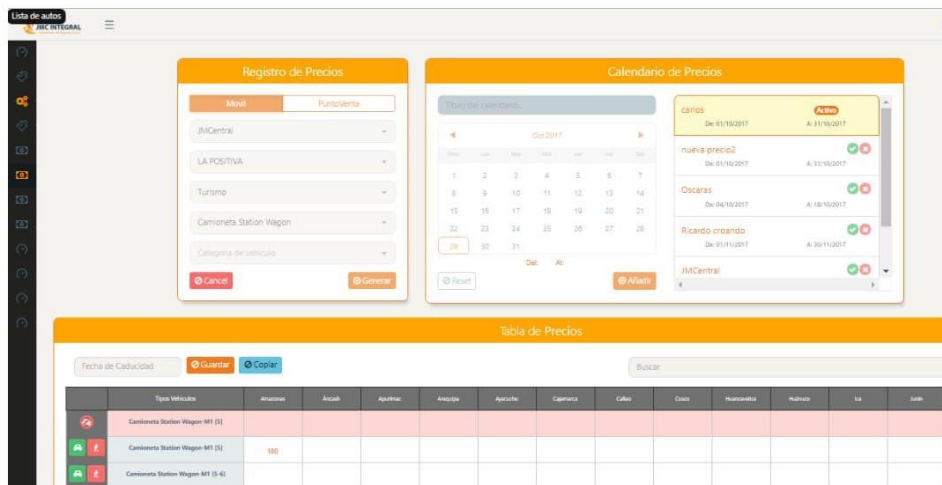 Lista de autos
JMC INTEGRAL
Registro de Precios
Movil
PuntoVenta
JMCentral
LA POSITIVA
Turismo
Camioneta Station Wagon
Categoria de vehiculo
Cancel
Generar
Calendario de Precios
Titulo del calendario..
Oct 2017
1 2 3 4 5 6 7
8 9 10 11 12 13 14
15 16 17 18 19 20 21
22 23 24 25 26 27 28
29 30 31
Del: Al:
Reset
Añadir
carlos
Activo
De: 01/10/2017 A: 31/10/2017
nueva precio2
De: 01/10/2017 A: 31/10/2017
Oscaras
De: 04/10/2017 A: 18/10/2017
Ricardo creando
De: 01/11/2017 A: 30/11/2017
JMCentral
Tabla de Precios
Fecha de Caducidad
Guardar
Copiar
Buscar
Tipos Vehiculos Amazonas Áncash Apurímac Arequipa Ayacucho Cajamarca Callao Cusco Huancavelica Huánuco Ica Junín
Camioneta Station Wagon-M1 [5]
Camioneta Station Wagon-M1 [5] 180
Camioneta Station Wagon-M1 [5-6]